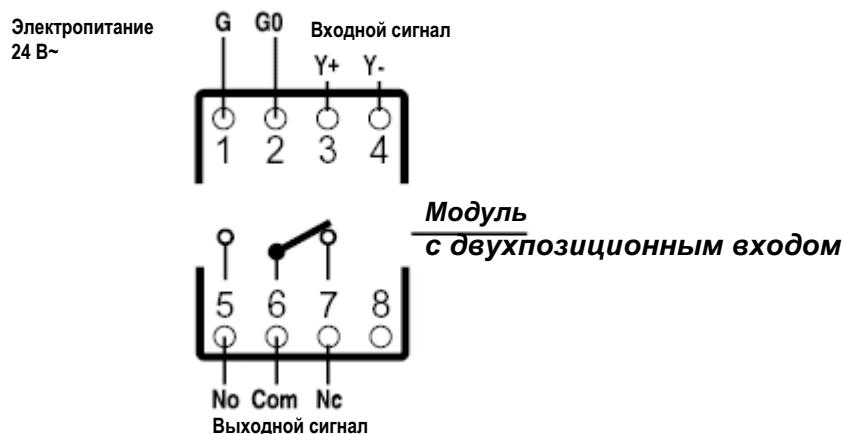 Электропитание
24 В~
G G0
Входной сигнал
Y+ Y-
1 2 3 4
Модуль
с двухпозиционным входом
5 6 7 8
No Com Nc
Выходной сигнал